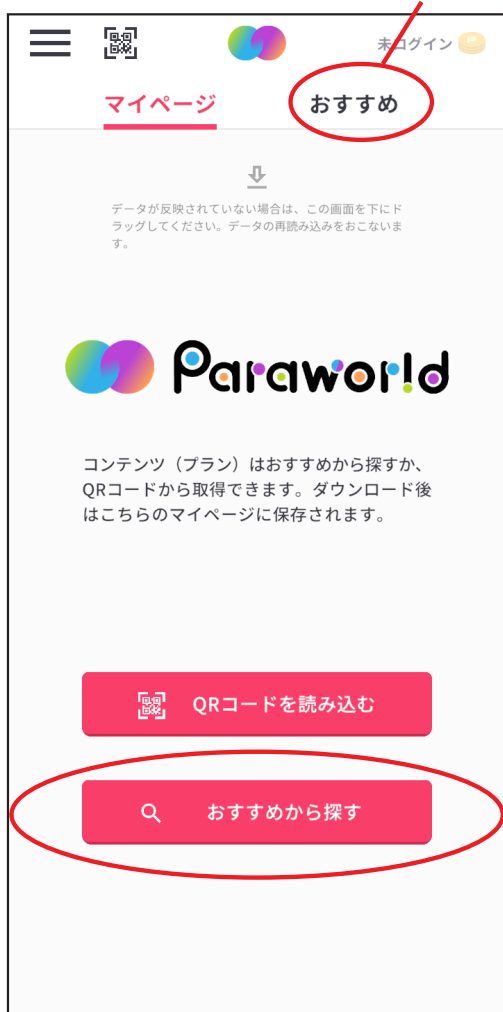 未ログイン
マイページ おすすめ
データが反映されていない場合は、この画面を下にド
ラッグしてください。データの再読み込みをおこないま
す。
Paraworld
コンテンツ（プラン）はおすすめから探すか、
QRコードから取得できます。ダウンロード後
はこちらのマイページに保存されます。
QRコードを読み込む
おすすめから探す